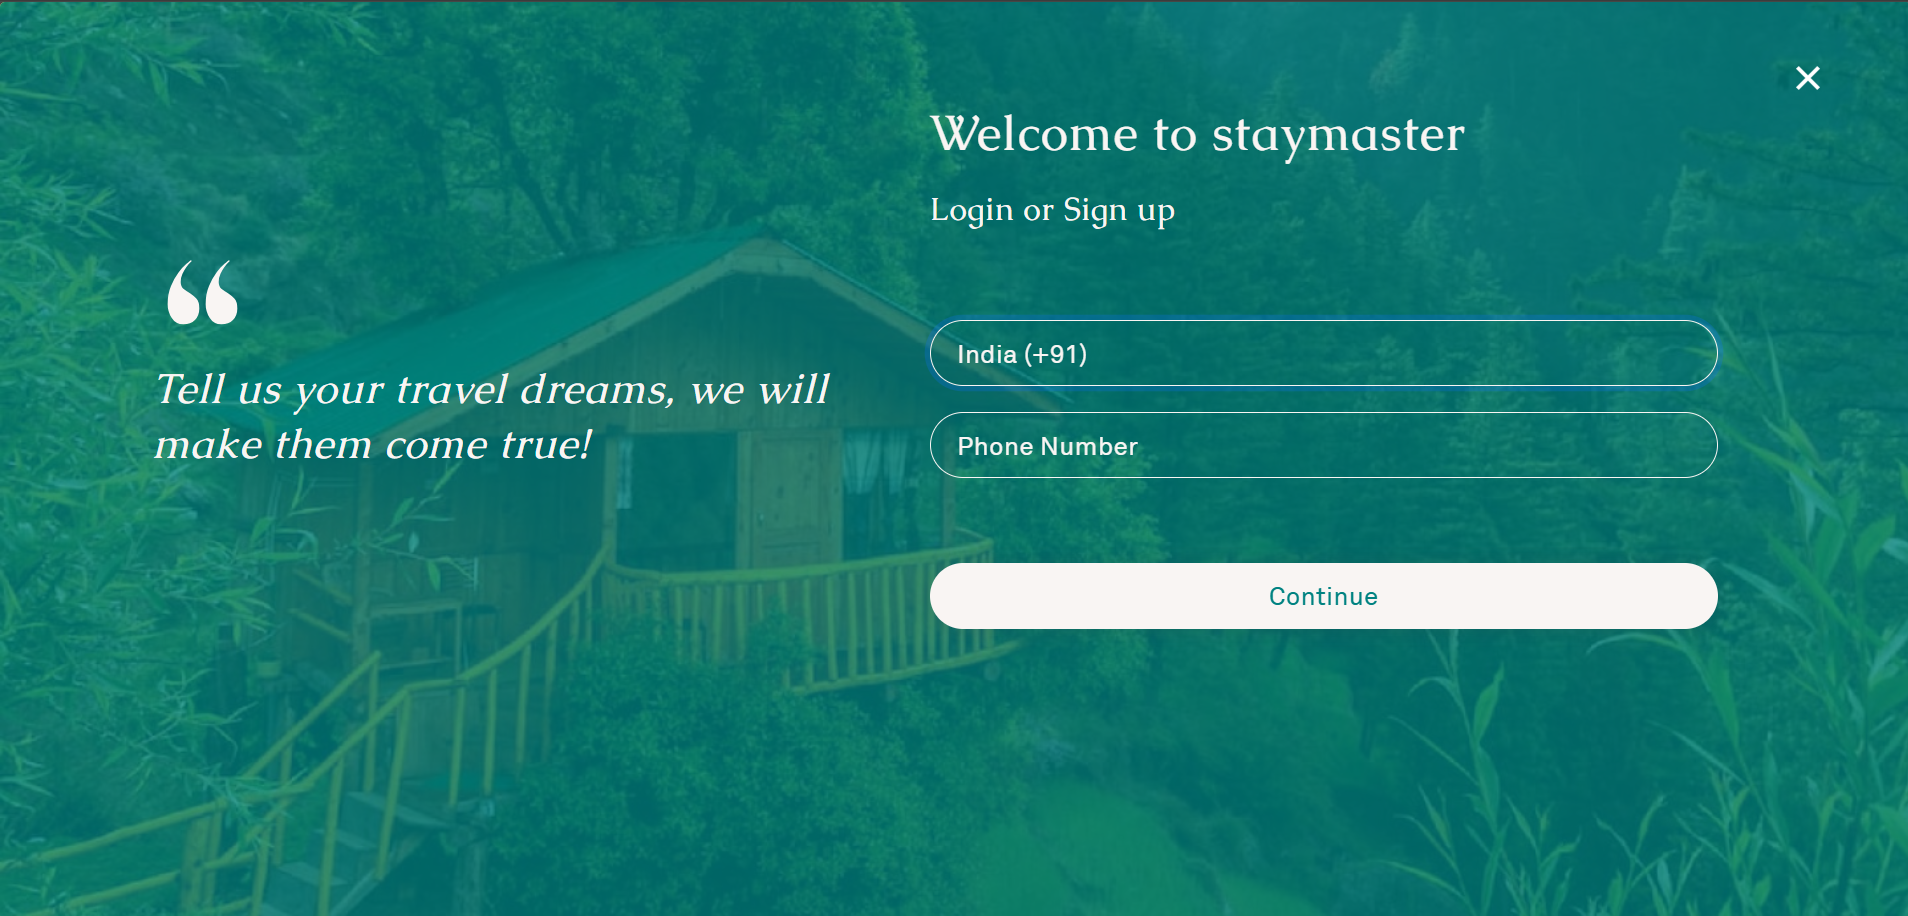 Welcome to staymaster
Login or Sign up
“
Tell us your travel dreams, we will
make them come true!
India (+91)
Phone Number
Continue